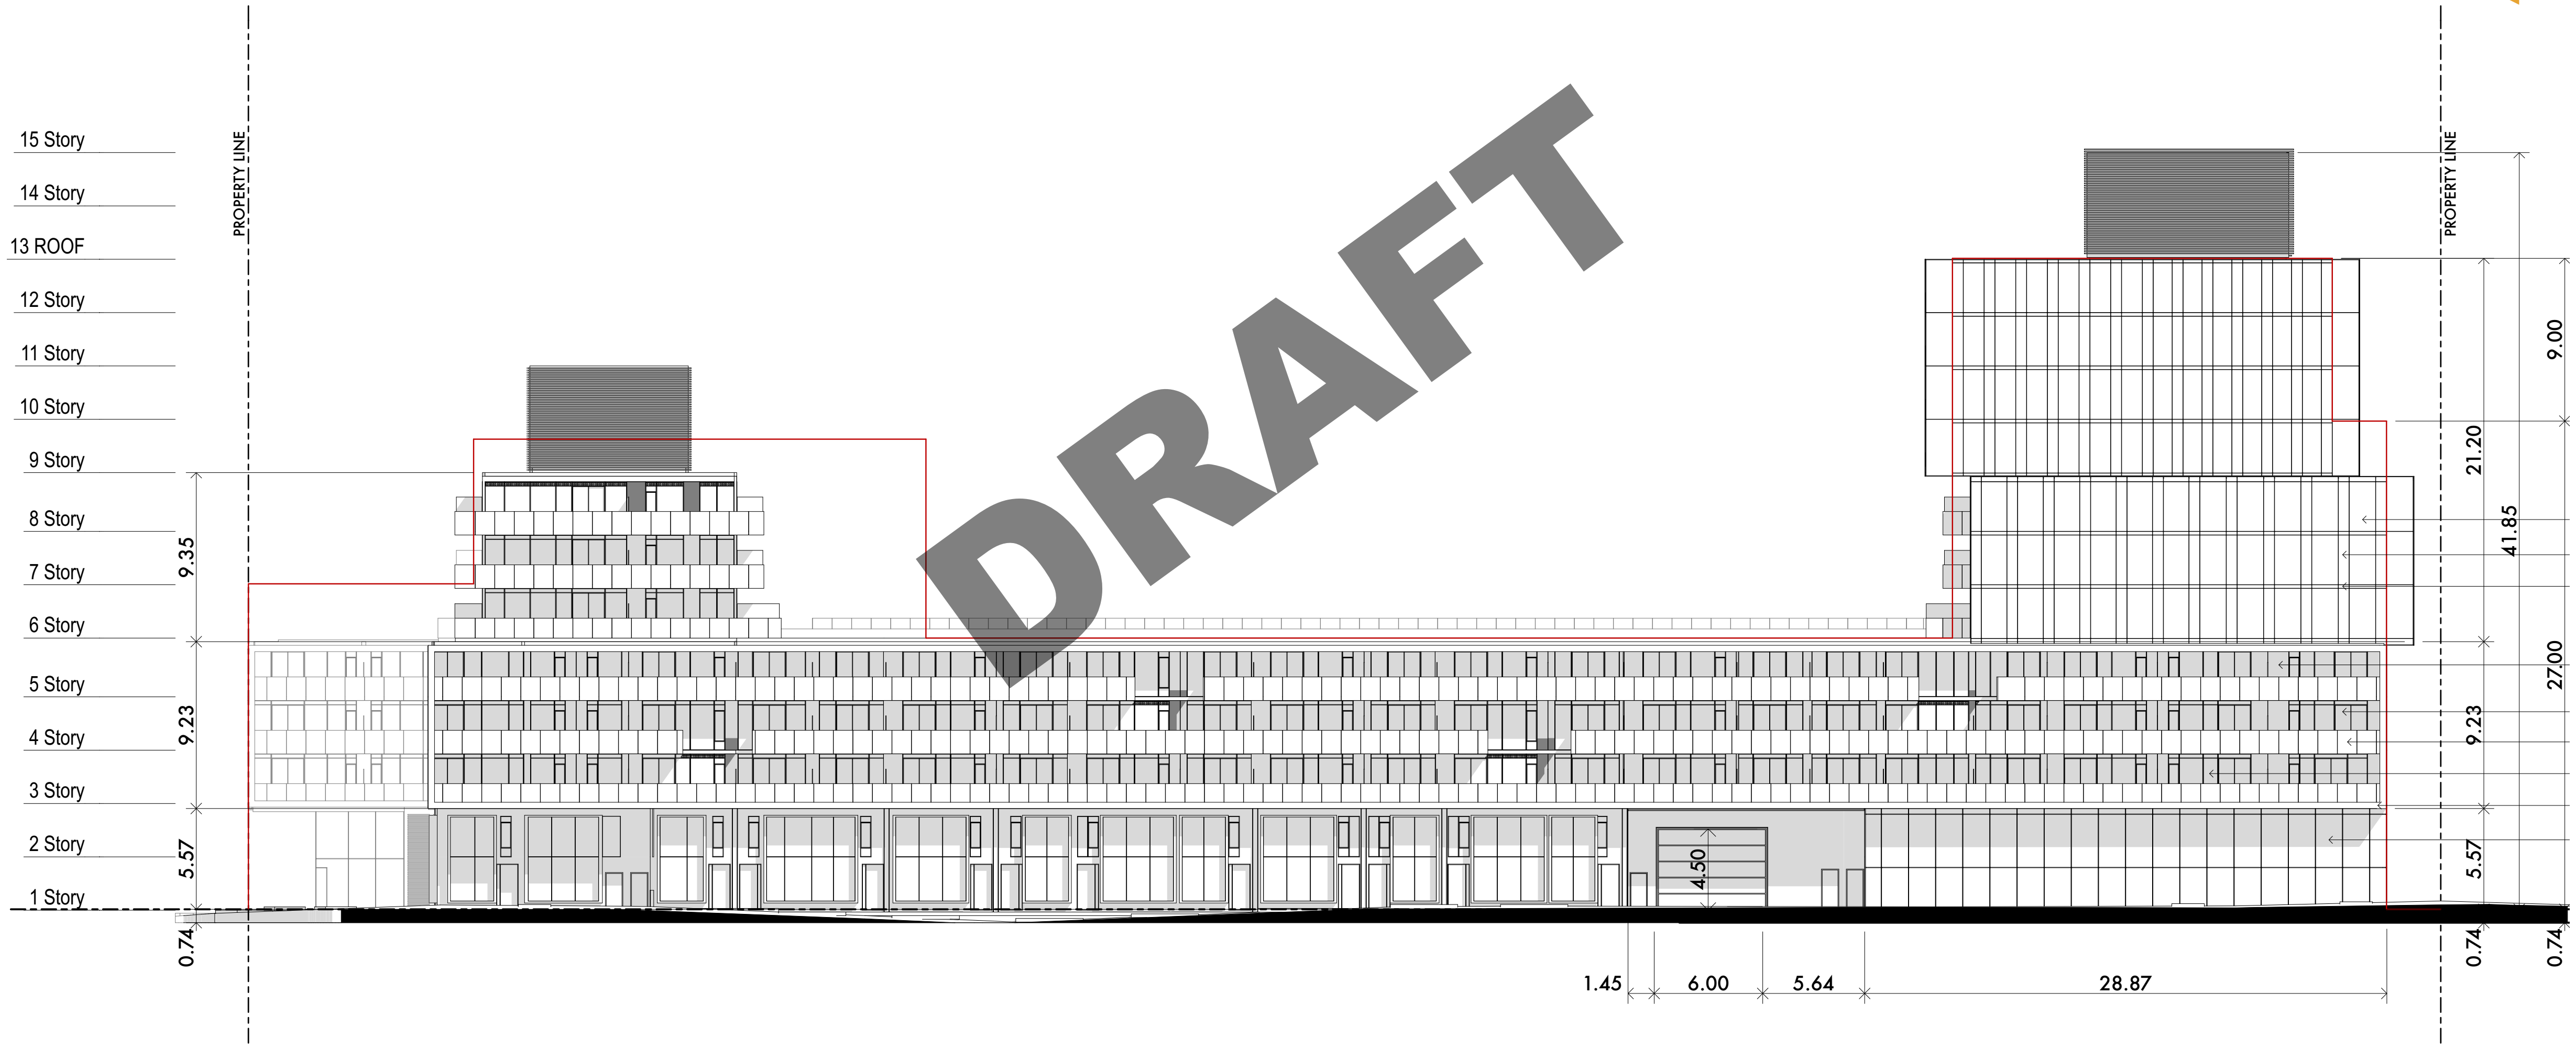 PROPERTY LINE
PROPERTY LINE
DRAFT
15 Story
14 Story
13 ROOF
12 Story
11 Story
10 Story
9 Story
8 Story
7 Story
6 Story
5 Story
4 Story
3 Story
2 Story
1 Story
9.35
9.23
5.57
0.74
4.50
1.45
6.00
5.64
28.87
21.20
9.23
5.57
0.74
41.85
9.00
27.00
0.74